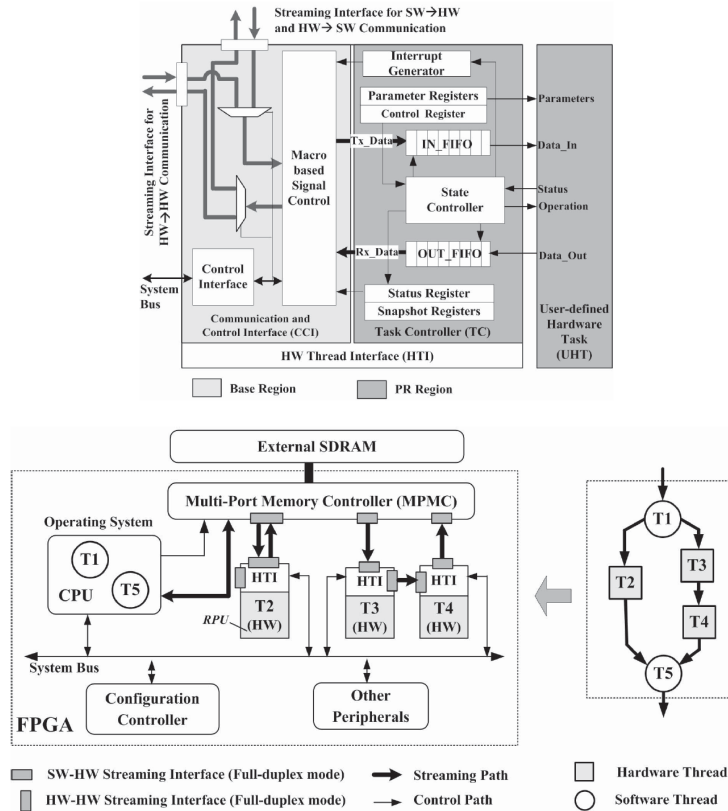 Streaming Interface for SW→HW
and HW→ SW Communication
Streaming Interface for
HW→HW Communication
Interrupt
Generator
Parameter Registers
Control Register
Parameters
Macro
based
Signal
Control
Tx_Data
IN_FIFO
Data_In
State
Controller
Status
Operation
Rx_Data
OUT_FIFO
Data_Out
Control
Interface
System
Bus
Status Register
Snapshot Registers
Communication and
Control Interface (CCI)
Task Controller (TC)
User-defined
Hardware
Task
(UHT)
HW Thread Interface (HTI)
Base Region
PR Region
External SDRAM
Multi-Port Memory Controller (MPMC)
Operating System
T1
T5
CPU
HTI
T2
(HW)
RPU
HTI
T3
(HW)
HTI
T4
(HW)
System Bus
Configuration
Controller
Other
Peripherals
FPGA
T1
T2
T3
T4
T5
SW-HW Streaming Interface (Full-duplex mode)
HW-HW Streaming Interface (Full-duplex mode)
Streaming Path
Control Path
Hardware Thread
Software Thread